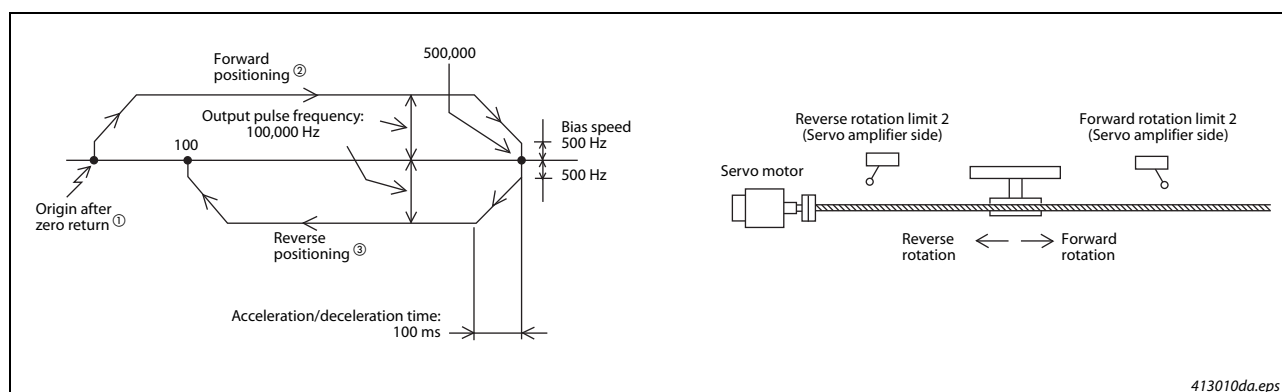 Forward
positioning ②
500,000
Output pulse frequency:
100,000 Hz
Bias speed
500 Hz
500 Hz
100
Origin after
zero return ①
Reverse
positioning ③
Acceleration/deceleration time:
100 ms
Reverse rotation limit 2
(Servo amplifier side)
Forward rotation limit 2
(Servo amplifier side)
Servo motor
Reverse
rotation
Forward
rotation
413010da.eps